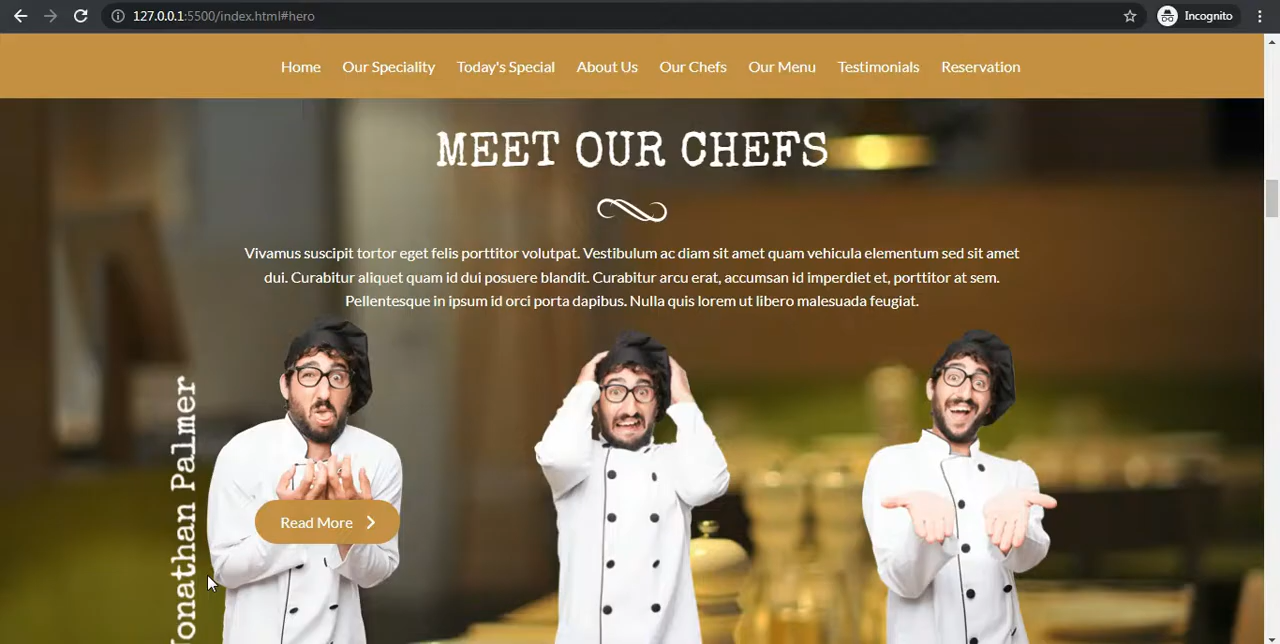 127.0.0.1:5500/index.html#hero
Incognito
Home Our Speciality Today's Special About Us Our Chefs Our Menu Testimonials Reservation
MEET OUR CHEFS
Vivamus suscipit tortor eget felis porttitor volutpat. Vestibulum ac diam sit amet quam vehicula elementum sed sit amet
dui. Curabitur aliquet quam id dui posuere blandit. Curabitur arcu erat, accumsan id imperdiet et, porttitor at sem.
Pellentesque in ipsum id orci porta dapibus. Nulla quis lorem ut libero malesuada feugiat.
Jonathan Palmer
Read More